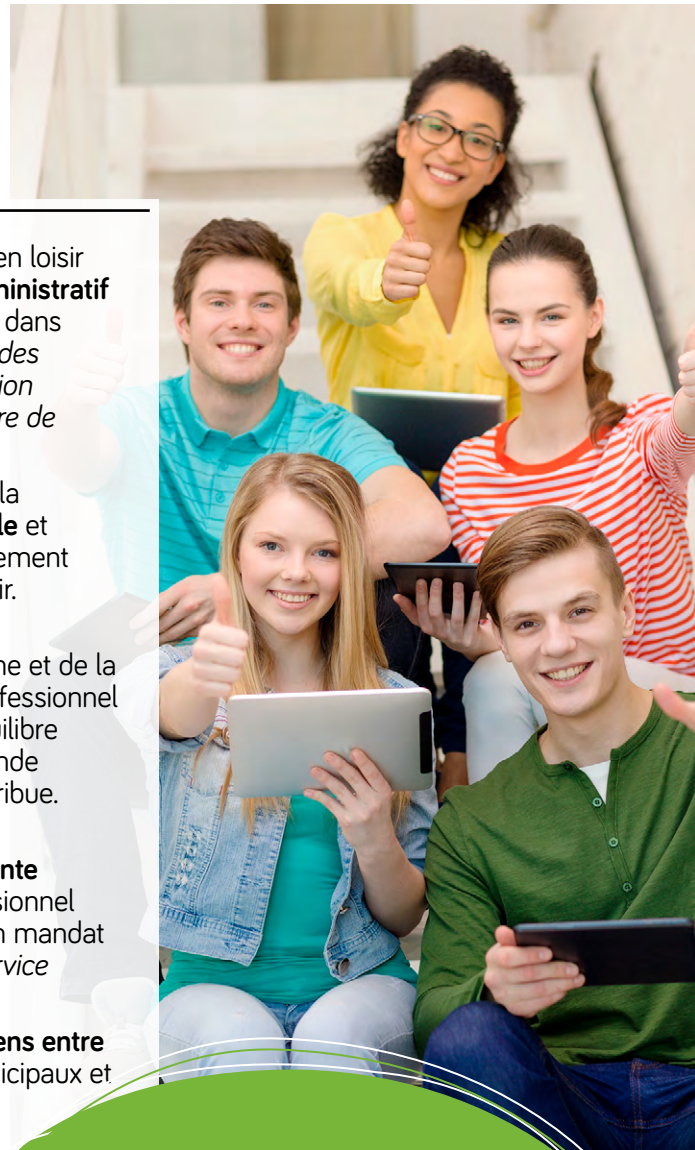 en loisir
ministratif
dans
des
ion
re de
la
le et
ement
ir.
ne et de la
fessionnel
uilibre
nde
ribue.
nte
sionnel
n mandat
rvice
ens entre
icipaux et